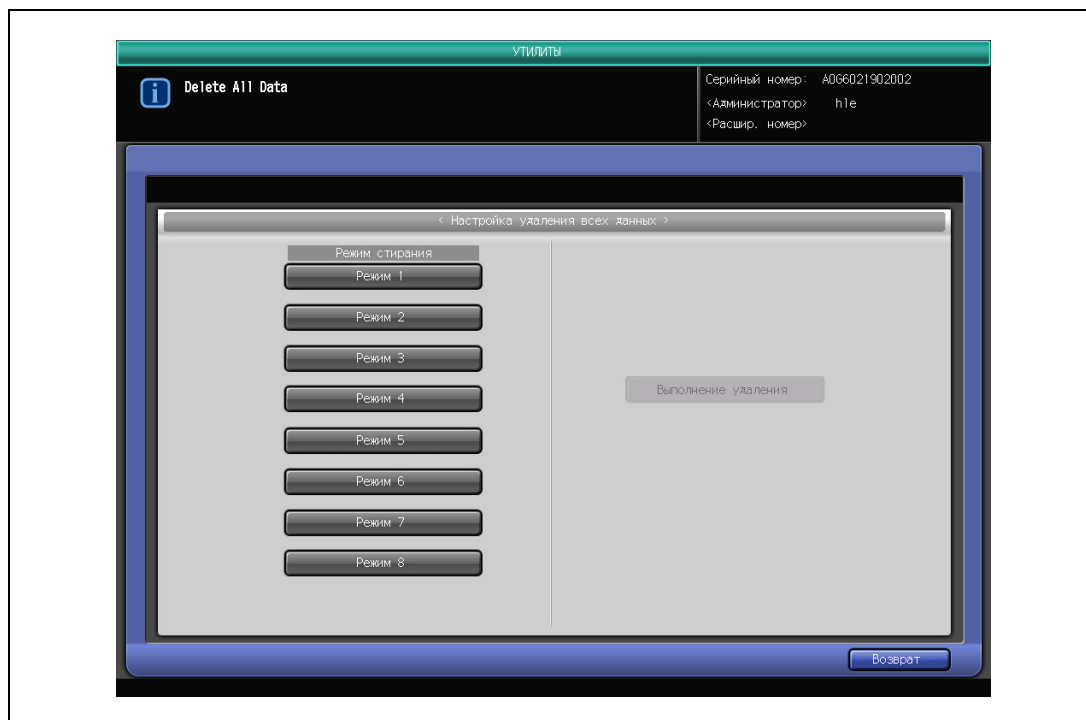 УТИЛИТЫ
Delete All Data
Серийный номер: A0G6021902002
<Администратор> hle
<Расшир. номер>
< Настройка удаления всех данных >
Режим стирания
Режим 1
Режим 2
Режим 3
Режим 4
Режим 5
Режим 6
Режим 7
Режим 8
Выполнение удаления
Возврат